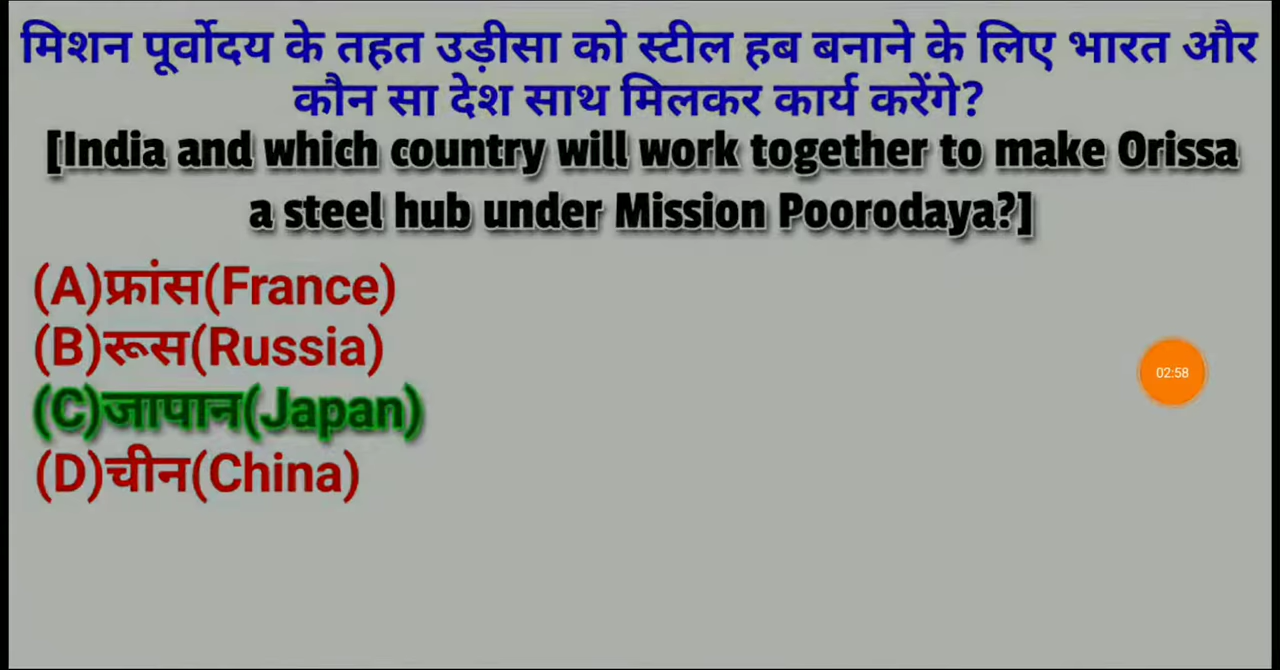 मिशन पूर्वोदय के तहत उड़ीसा को स्टील हब बनाने के लिए भारत और
कौन सा देश साथ मिलकर कार्य करेंगे?
[India and which country will work together to make Orissa
a steel hub under Mission Poorodaya?]
(A)फ्रांस(France)
(B)रूस(Russia)
02:58
(C)जापान(Japan)
(D)चीन(China)